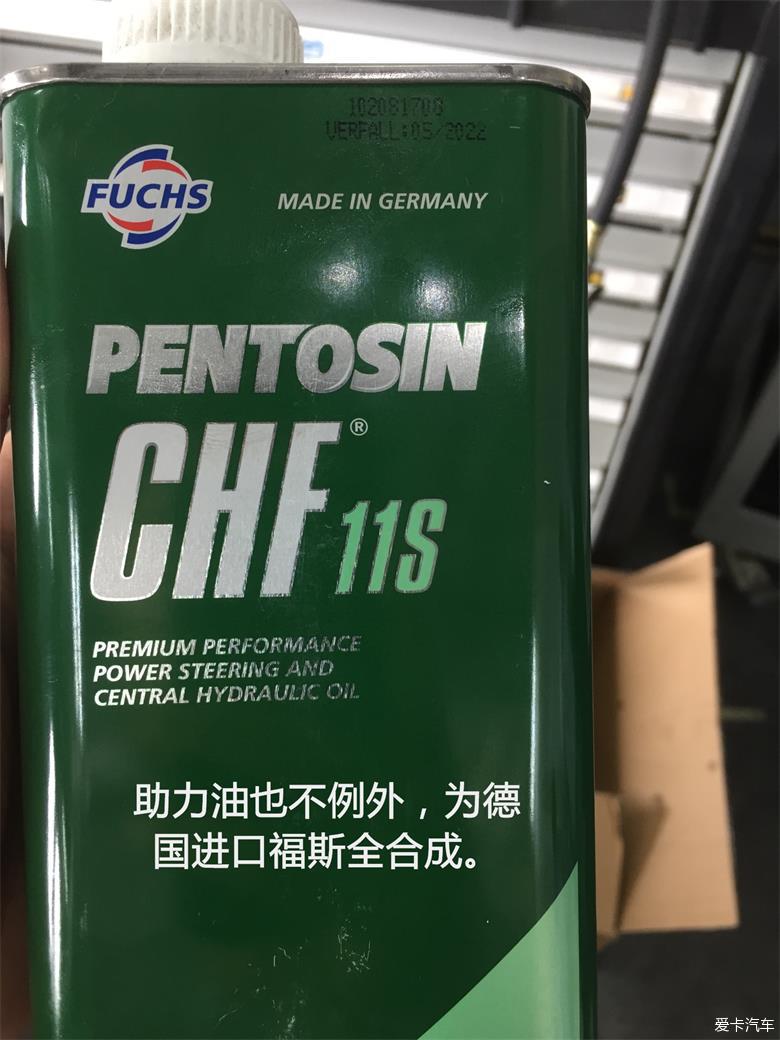 102081708
VERFALL:05/2022
FUCHS
MADE IN GERMANY
PENTOSIN
CHF®
11S
PREMIUM PERFORMANCE
POWER STEERING AND
CENTRAL HYDRAULIC OIL
助力油也不例外，为德
国进口福斯全合成。
爱卡汽车